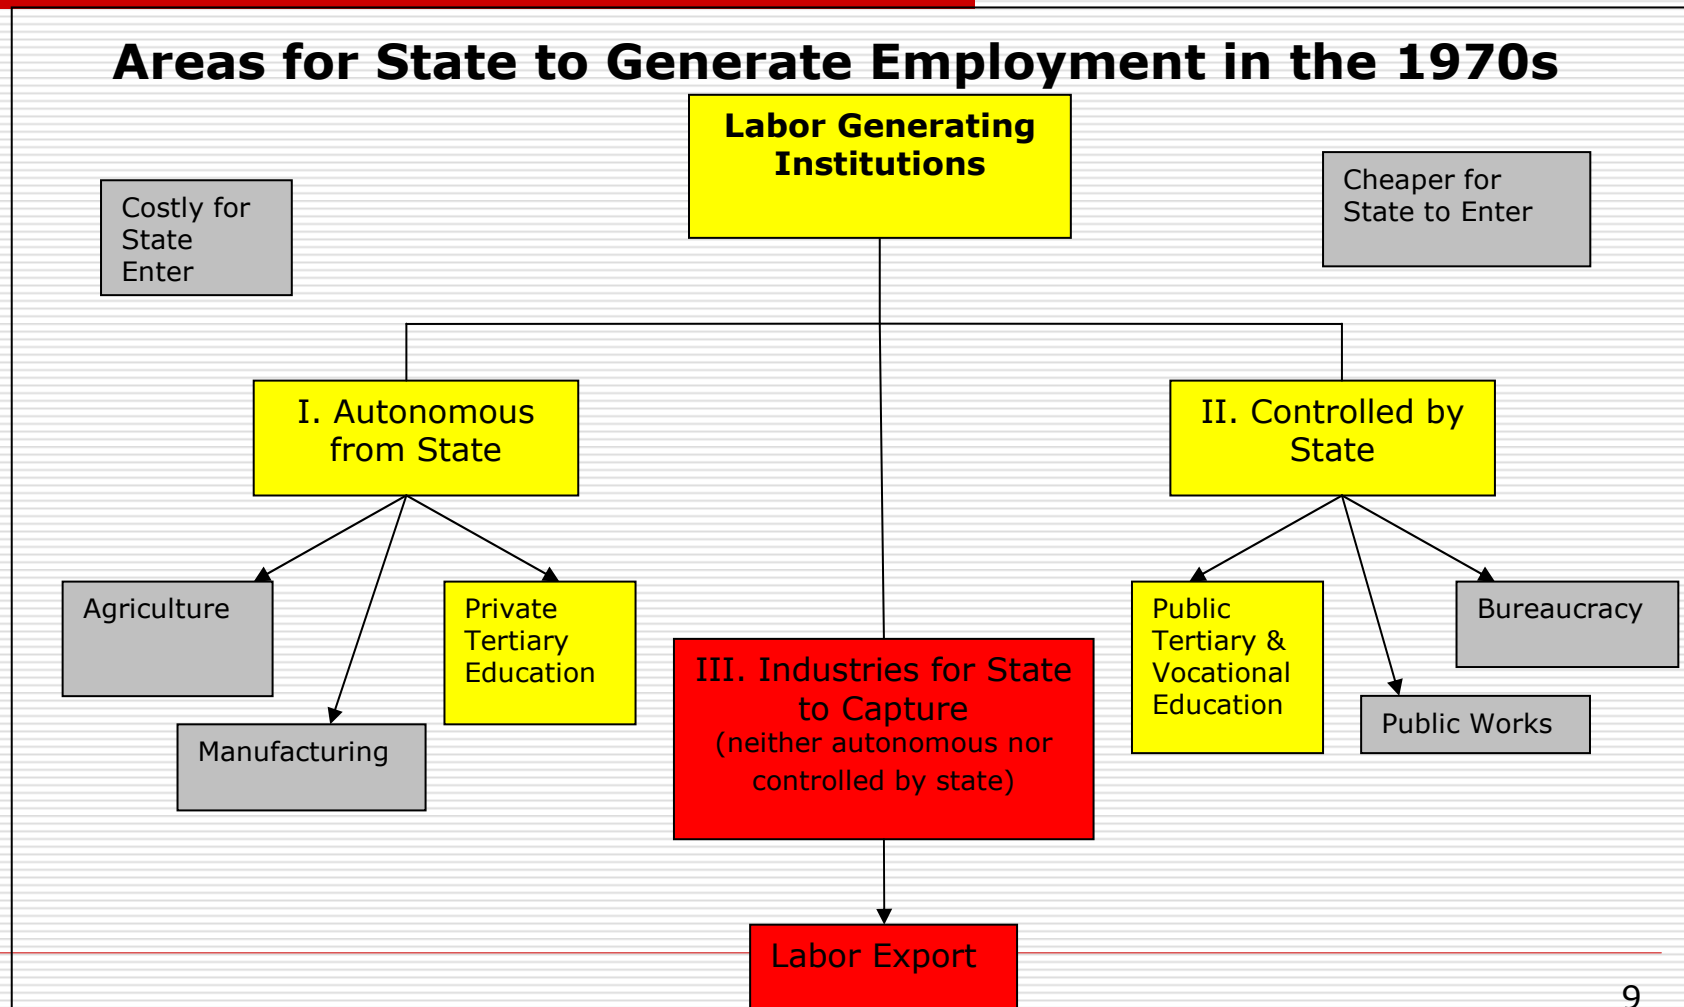 Areas for State to Generate Employment in the 1970s
Labor Generating
Institutions
Costly for
State
Enter
Cheaper for
State to Enter
I. Autonomous
from State
II. Controlled by
State
Agriculture
Manufacturing
Private
Tertiary
Education
III. Industries for State
to Capture
(neither autonomous nor
controlled by state)
Public
Tertiary &
Vocational
Education
Public Works
Bureaucracy
Labor Export
9